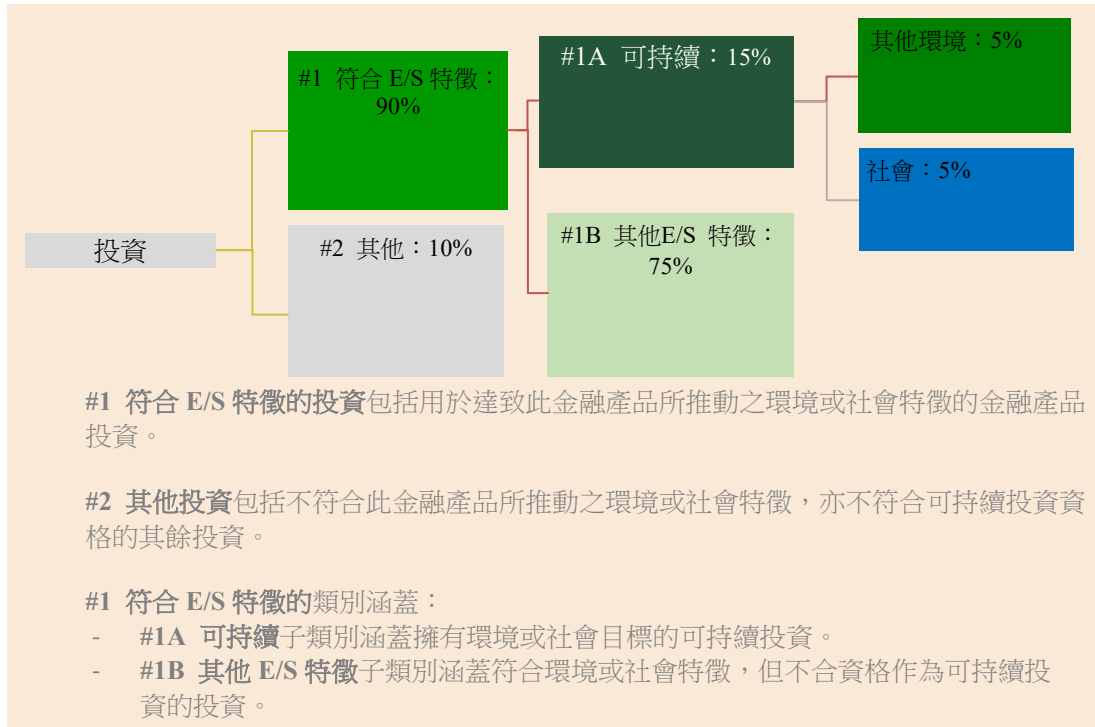 #1 符合 E/S 特徵：
90%
#1A 可持續：15%
其他環境：5%
社會：5%
投資
#2 其他：10%
#1B 其他E/S 特徵：
75%
#1 符合 E/S 特徵的投資包括用於達致此金融產品所推動之環境或社會特徵的金融產品
投資。
#2 其他投資包括不符合此金融產品所推動之環境或社會特徵，亦不符合可持續投資資
格的其餘投資。
#1 符合 E/S 特徵的類別涵蓋：
- #1A 可持續子類別涵蓋擁有環境或社會目標的可持續投資。
- #1B 其他 E/S 特徵子類別涵蓋符合環境或社會特徵，但不合資格作為可持續投
資的投資。